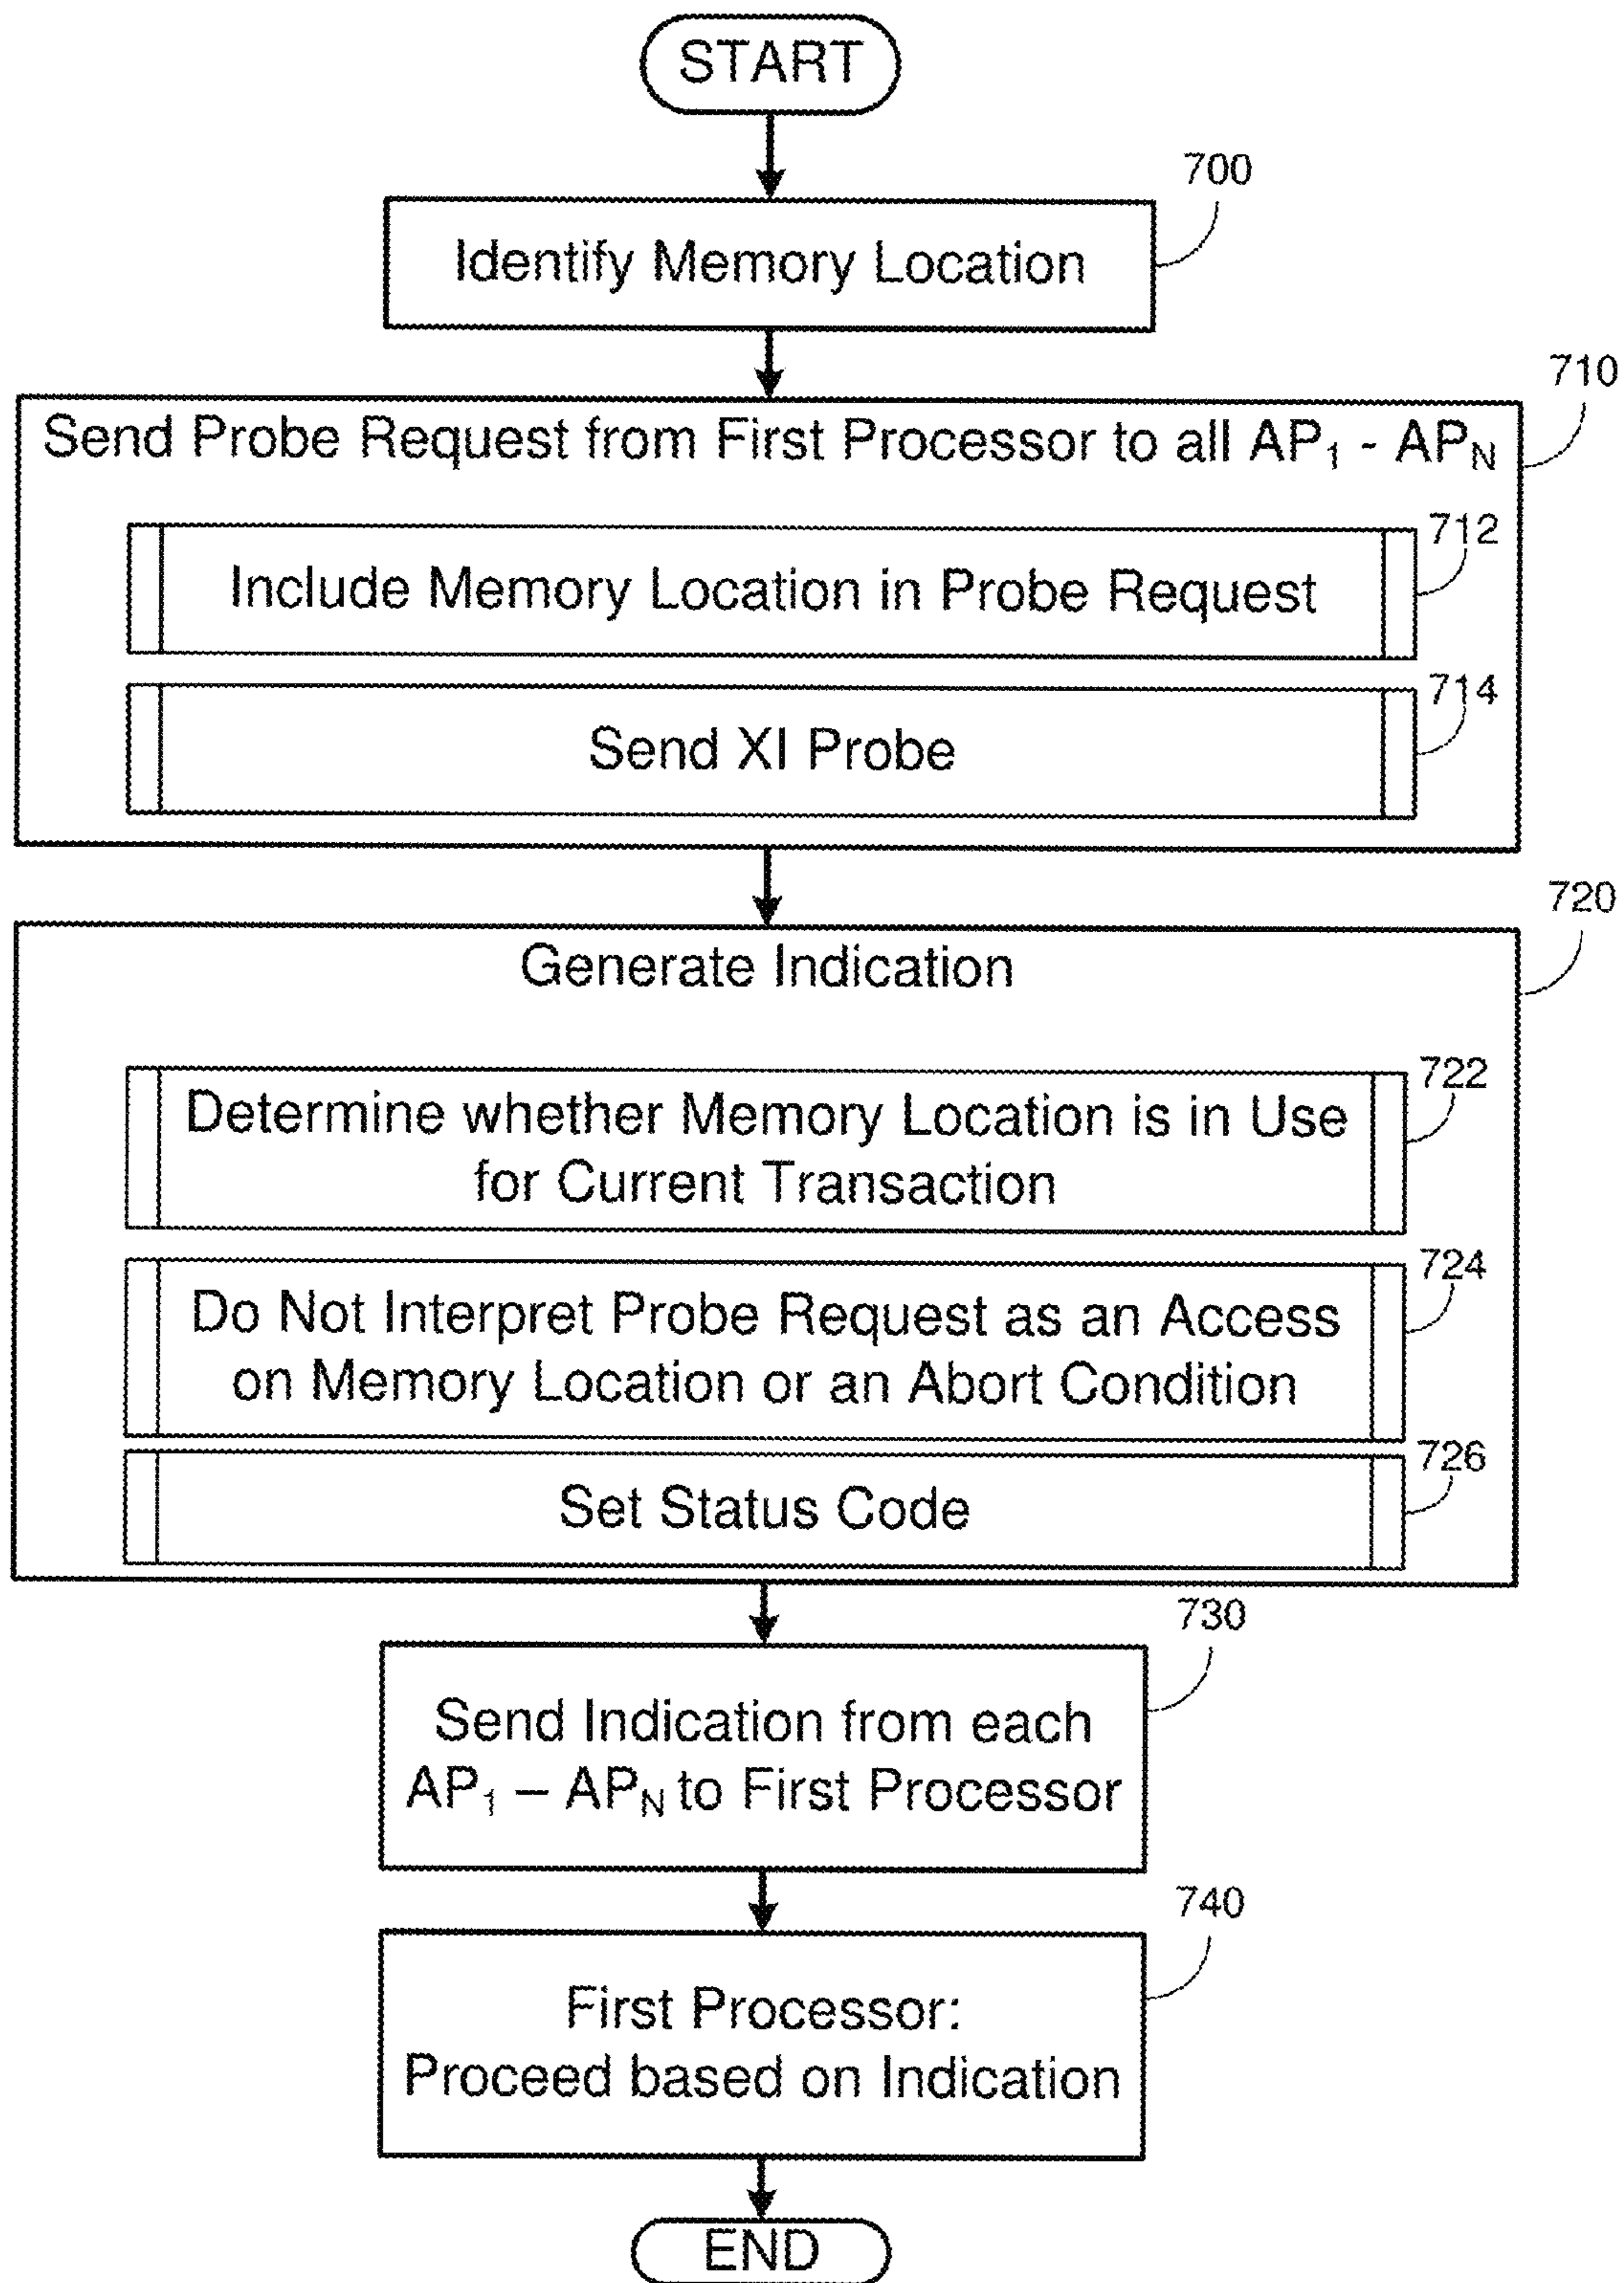 START
700
Identify Memory Location
710
Send Probe Request from First Processor to all AP₁ - APN
712
Include Memory Location in Probe Request
714
Send XI Probe
720
Generate Indication
722
Determine whether Memory Location is in Use
for Current Transaction
724
Do Not Interpret Probe Request as an Access
on Memory Location or an Abort Condition
726
Set Status Code
730
Send Indication from each
AP₁ – APN to First Processor
740
First Processor:
Proceed based on Indication
END